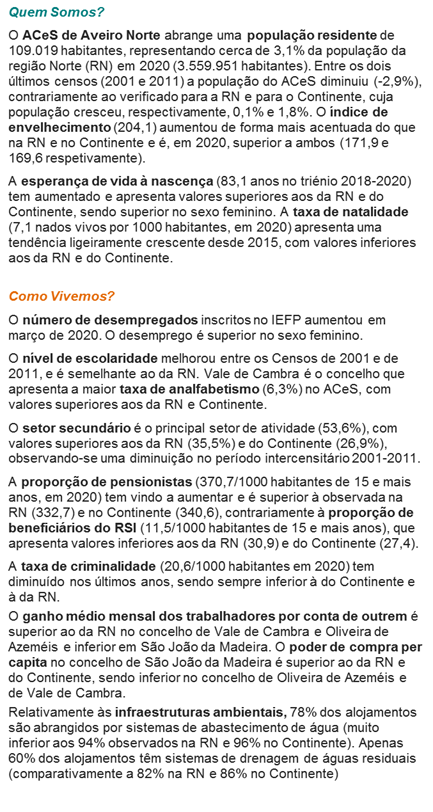 Quem Somos?
O ACeS de Aveiro Norte abrange uma população residente de
109.019 habitantes, representando cerca de 3,1% da população da
região Norte (RN) em 2020 (3.559.951 habitantes). Entre os dois
últimos censos (2001 e 2011) a população do ACeS diminuiu (-2,9%),
contrariamente ao verificado para a RN e para o Continente, cuja
população cresceu, respectivamente, 0,1% e 1,8%. O índice de
envelhecimento (204,1) aumentou de forma mais acentuada do que
na RN e no Continente e é, em 2020, superior a ambos (171,9 e
169,6 respetivamente).
A esperança de vida à nascença (83,1 anos no triénio 2018-2020)
tem aumentado e apresenta valores superiores aos da RN e do
Continente, sendo superior no sexo feminino. A taxa de natalidade
(7,1 nados vivos por 1000 habitantes, em 2020) apresenta uma
tendência ligeiramente crescente desde 2015, com valores inferiores
aos da RN e do Continente.
Como Vivemos?
O número de desempregados inscritos no IEFP aumentou em
março de 2020. O desemprego é superior no sexo feminino.
O nível de escolaridade melhorou entre os Censos de 2001 e de
2011, e é semelhante ao da RN. Vale de Cambra é o concelho que
apresenta a maior taxa de analfabetismo (6,3%) no ACeS, com
valores superiores aos da RN e Continente.
O setor secundário é o principal setor de atividade (53,6%), com
valores superiores aos da RN (35,5%) e do Continente (26,9%),
observando-se uma diminuição no período intercensitário 2001-2011.
A proporção de pensionistas (370,7/1000 habitantes de 15 e mais
anos, em 2020) tem vindo a aumentar e é superior à observada na
RN (332,7) e no Continente (340,6), contrariamente à proporção de
beneficiários do RSI (11,5/1000 habitantes de 15 e mais anos), que
apresenta valores inferiores aos da RN (30,9) e do Continente (27,4).
A taxa de criminalidade (20,6/1000 habitantes em 2020) tem
diminuído nos últimos anos, sendo sempre inferior à do Continente e
à da RN.
O ganho médio mensal dos trabalhadores por conta de outrem é
superior ao da RN no concelho de Vale de Cambra e Oliveira de
Azeméis e inferior em São João da Madeira. O poder de compra per
capita no concelho de São João da Madeira é superior ao da RN e
do Continente, sendo inferior no concelho de Oliveira de Azeméis e
de Vale de Cambra.
Relativamente às infraestruturas ambientais, 78% dos alojamentos
são abrangidos por sistemas de abastecimento de água (muito
inferior aos 94% observados na RN e 96% no Continente). Apenas
60% dos alojamentos têm sistemas de drenagem de águas residuais
(comparativamente a 82% na RN e 86% no Continente)